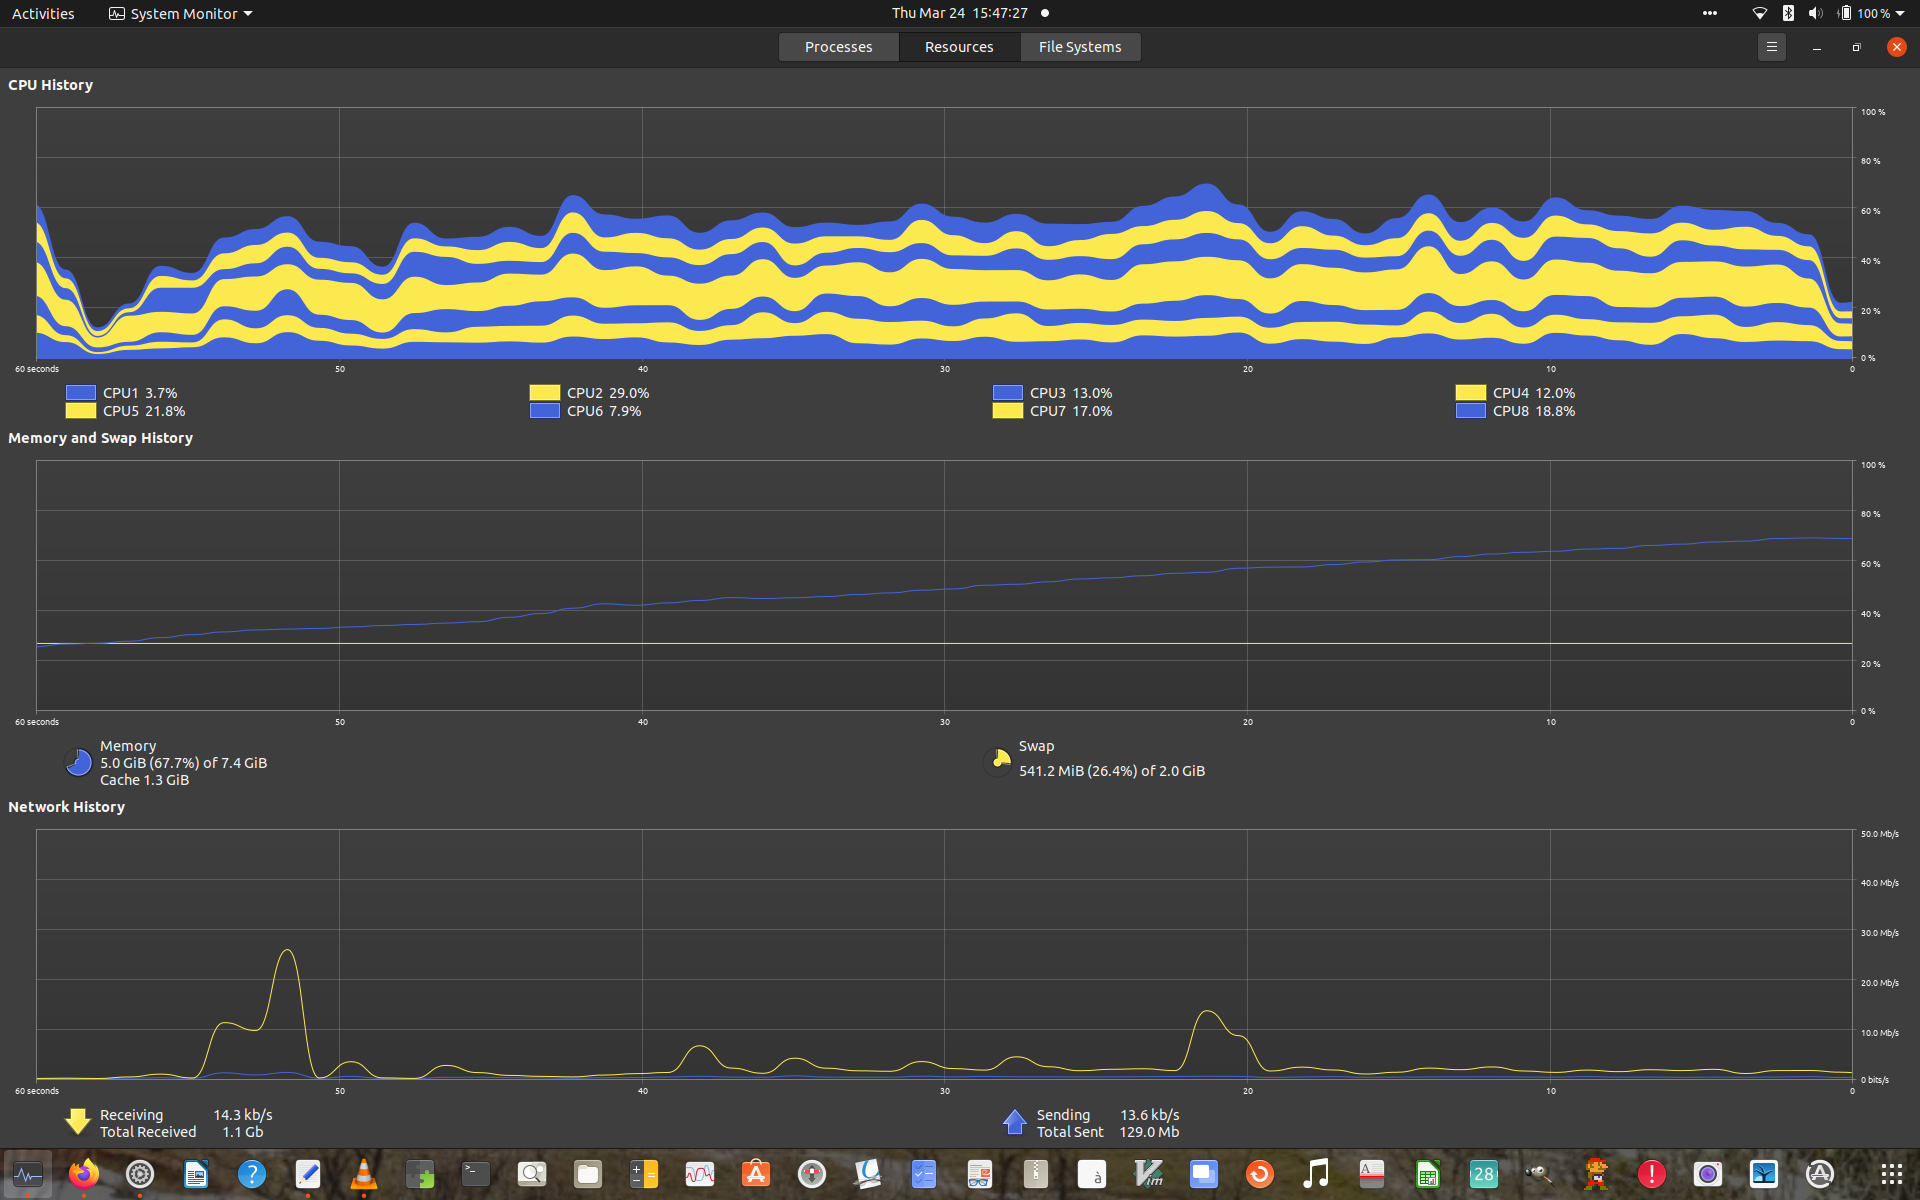 Activities System Monitor Thu Mar 24 15:47:27 100 %
Processes Resources File Systems
CPU History
100 %
80 %
60 %
40 %
20 %
0 %
60 seconds 50 40 30 20 10 0
CPU1 3.7% CPU2 29.0% CPU3 13.0% CPU4 12.0%
CPU5 21.8% CPU6 7.9% CPU7 17.0% CPU8 18.8%
Memory and Swap History
100 %
80 %
60 %
40 %
20 %
0 %
60 seconds 50 40 30 20 10 0
Memory
5.0 GiB (67.7%) of 7.4 GiB
Cache 1.3 GiB
Swap
541.2 MiB (26.4%) of 2.0 GiB
Network History
50.0 Mb/s
40.0 Mb/s
30.0 Mb/s
20.0 Mb/s
10.0 Mb/s
0 bits/s
60 seconds 50 40 30 20 10 0
Receiving 14.3 kb/s
Total Received 1.1 Gb
Sending 13.6 kb/s
Total Sent 129.0 Mb
? >_ à Vim A 28 !